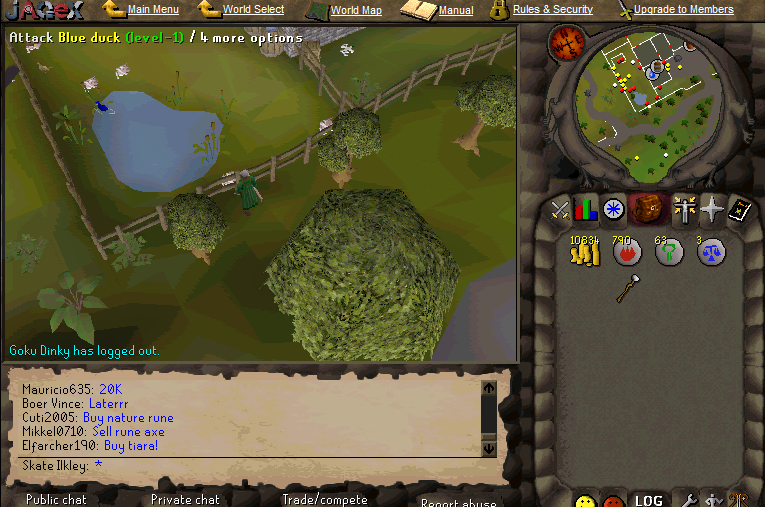 JAGeX
Main Menu
World Select
World Map
Manual
Rules & Security
Upgrade to Members
Attack Blue duck (level-1) / 4 more options
10834
790
63
3
Goku Dinky has logged out.
Mauricio635: 20K
Boer Vince: Laterrr
Cuti2005: Buy nature rune
Mikkel0710: Sell rune axe
Elfarcher190: Buy tiara!
Skate Ilkley: *
Public chat
Private chat
Trade/compete
Report abuse
LOG